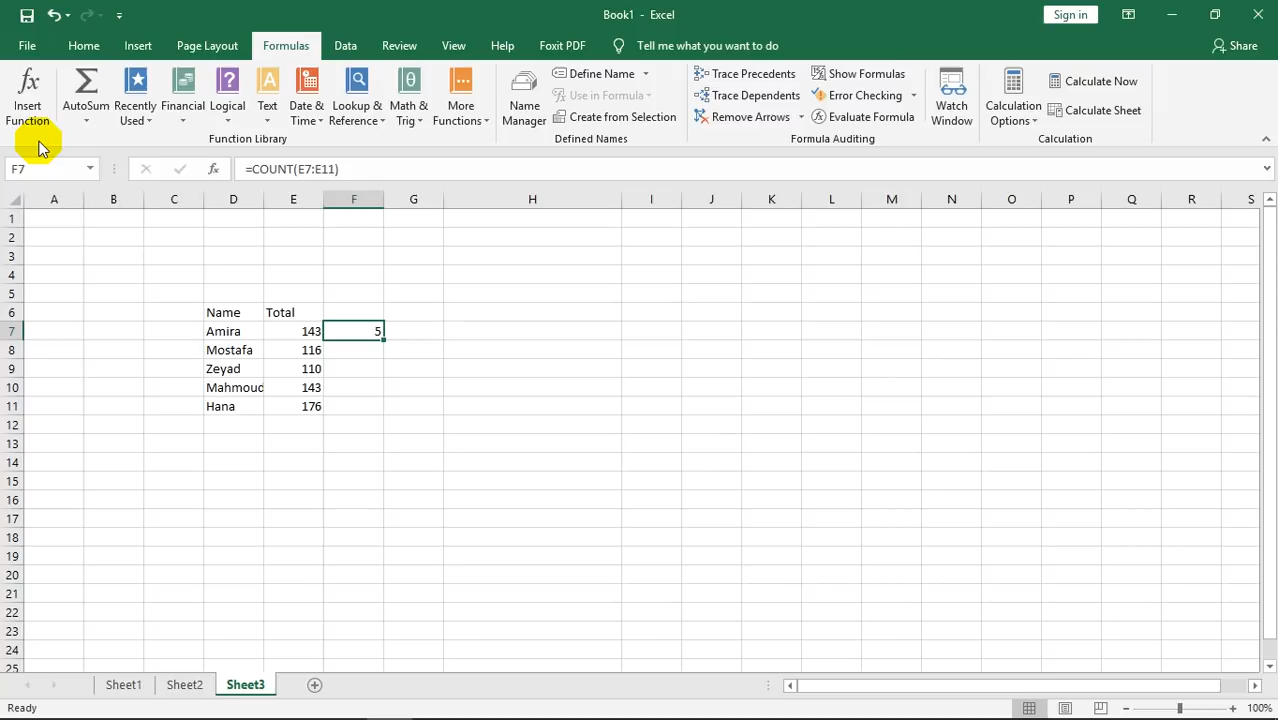 Book1 - Excel
Sign in
File Home Insert Page Layout Formulas Data Review View Help Foxit PDF Tell me what you want to do Share
Insert Function
AutoSum
Recently Used
Financial
Logical
Text
Date & Time
Lookup & Reference
Math & Trig
More Functions
Function Library
Name Manager
Define Name
Use in Formula
Create from Selection
Defined Names
Trace Precedents
Trace Dependents
Remove Arrows
Show Formulas
Error Checking
Evaluate Formula
Formula Auditing
Watch Window
Calculation Options
Calculate Now
Calculate Sheet
Calculation
F7 fx =COUNT(E7:E11)
A B C D E F G H I J K L M N O P Q R S
1
2
3
4
5
6 Name Total
7 Amira 143 5
8 Mostafa 116
9 Zeyad 110
10 Mahmoud 143
11 Hana 176
12
13
14
15
16
17
18
19
20
21
22
23
24
25
Sheet1 Sheet2 Sheet3
Ready 100%